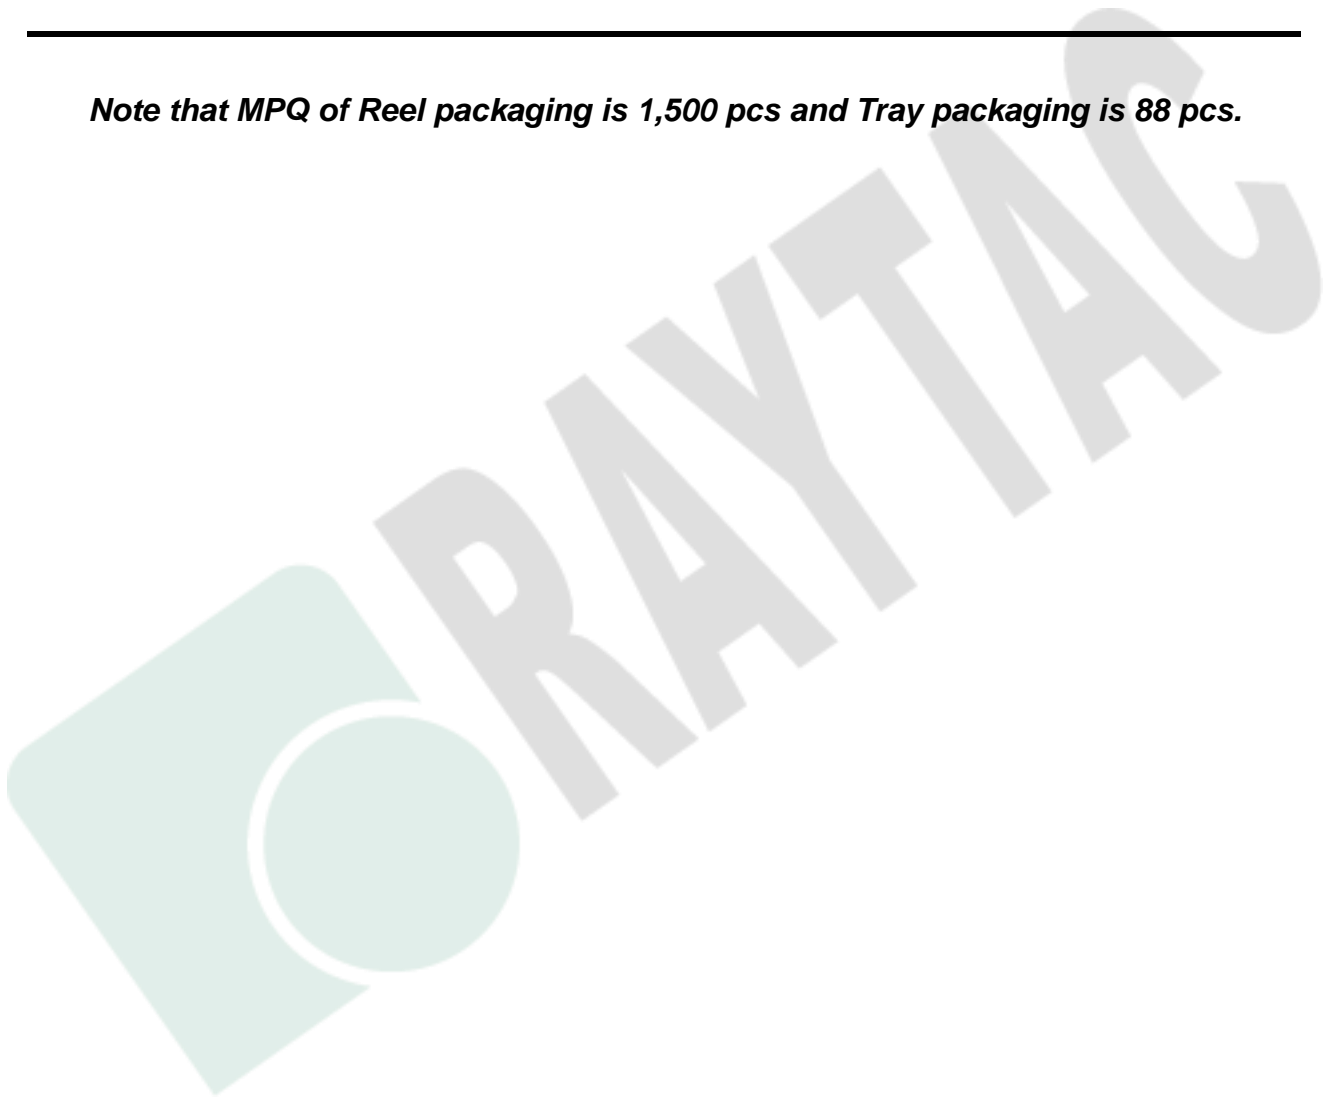 Note that MPQ of Reel packaging is 1,500 pcs and Tray packaging is 88 pcs.
RAYTAC